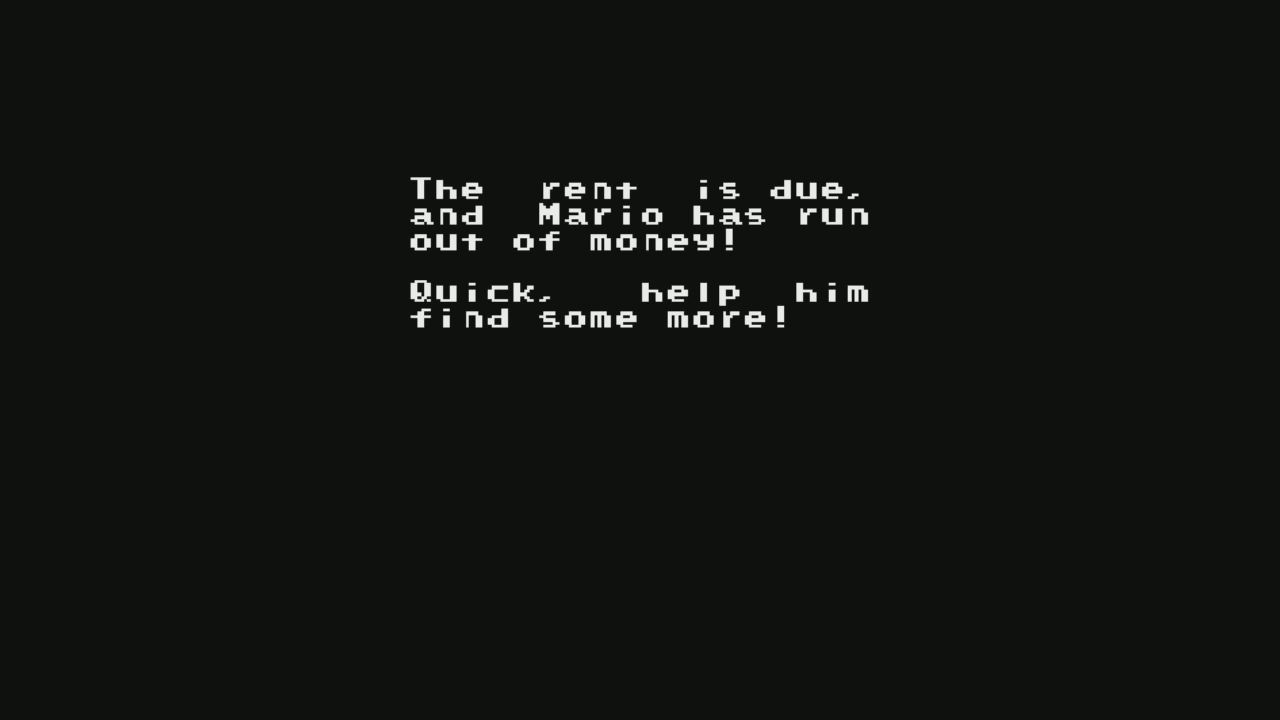 The rent is due,
and Mario has run
out of money!
Quick, help him
find some more!